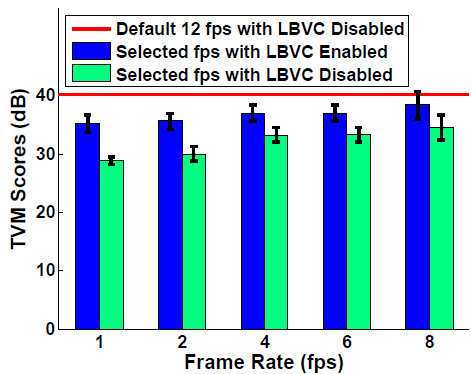 Default 12 fps with LBVC Disabled
Selected fps with LBVC Enabled
Selected fps with LBVC Disabled
TVM Scores (dB)
40
30
20
10
0
1 2 4 6 8
Frame Rate (fps)